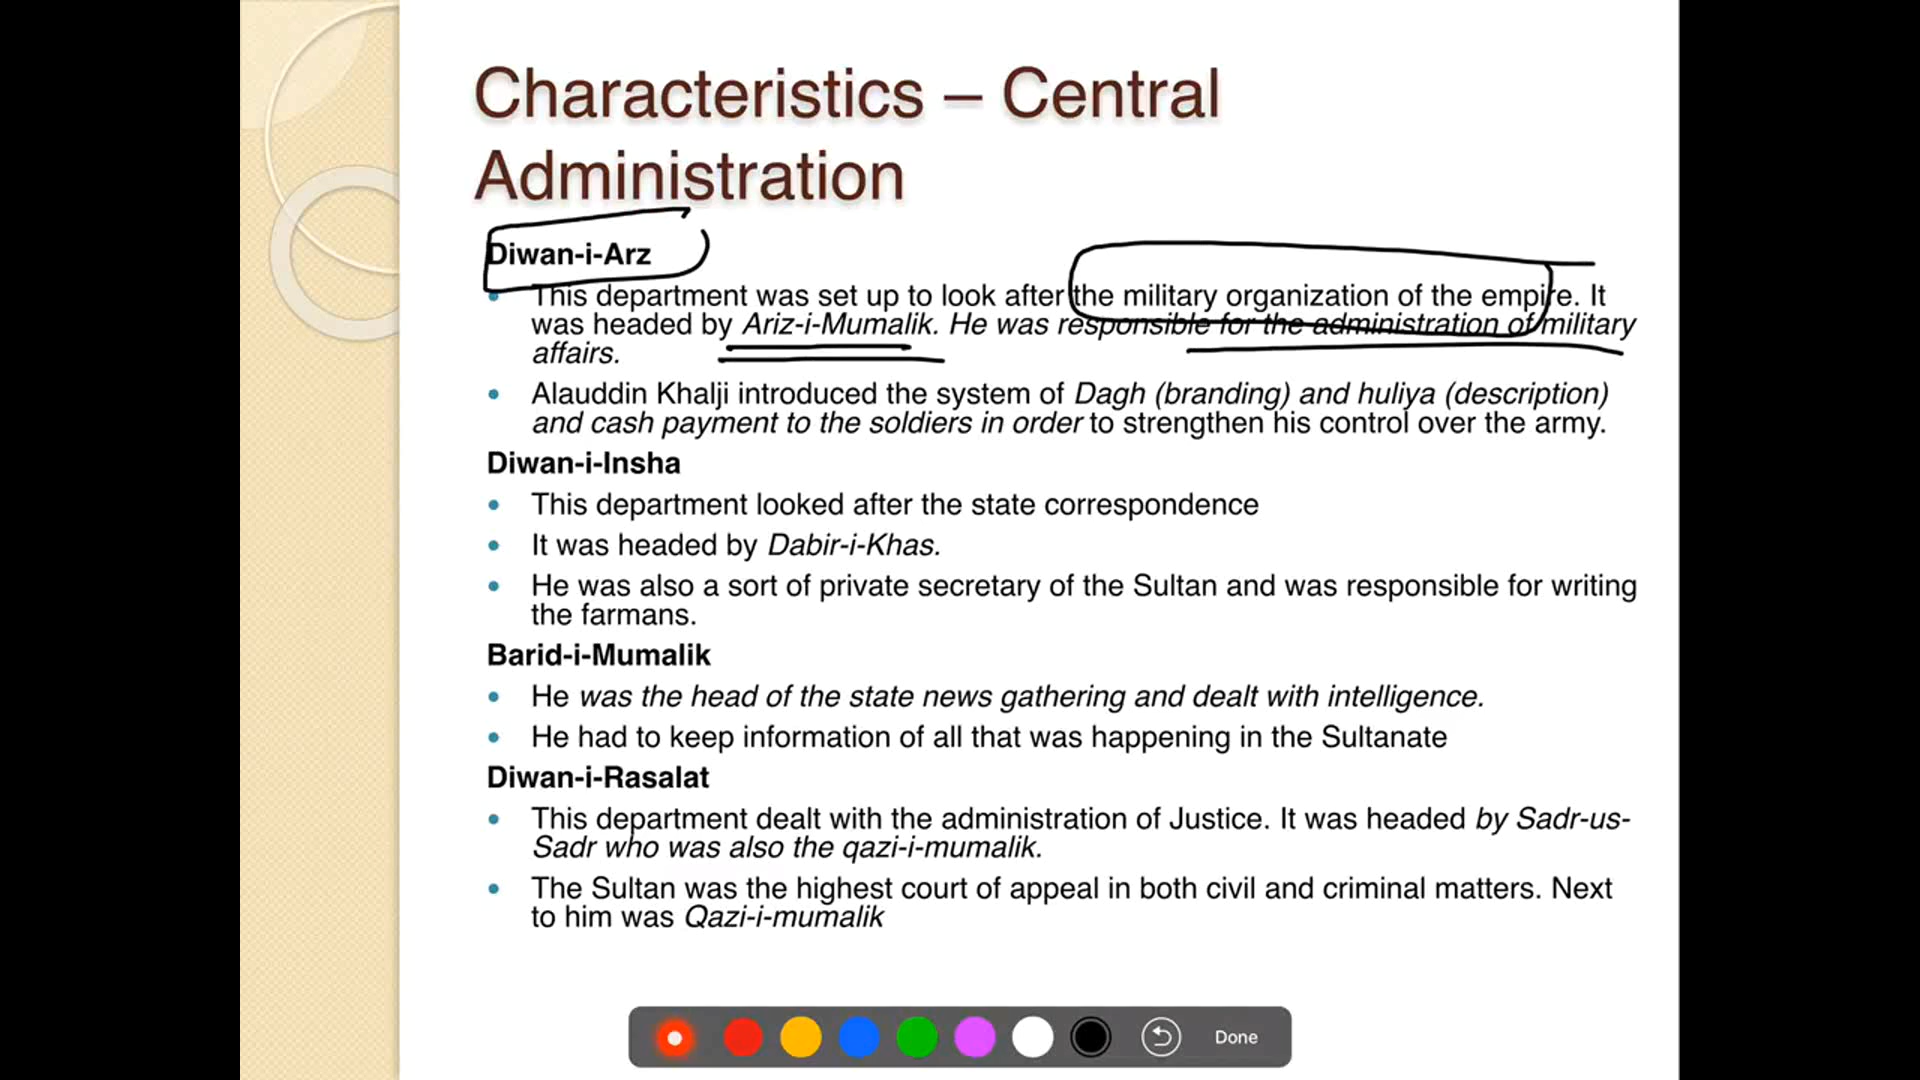 Characteristics – Central
Administration
Diwan-i-Arz
• This department was set up to look after the military organization of the empire. It
was headed by Ariz-i-Mumalik. He was responsible for the administration of military
affairs.
• Alauddin Khalji introduced the system of Dagh (branding) and huliya (description)
and cash payment to the soldiers in order to strengthen his control over the army.
Diwan-i-Insha
• This department looked after the state correspondence
• It was headed by Dabir-i-Khas.
• He was also a sort of private secretary of the Sultan and was responsible for writing
the farmans.
Barid-i-Mumalik
• He was the head of the state news gathering and dealt with intelligence.
• He had to keep information of all that was happening in the Sultanate
Diwan-i-Rasalat
• This department dealt with the administration of Justice. It was headed by Sadr-us-
Sadr who was also the qazi-i-mumalik.
• The Sultan was the highest court of appeal in both civil and criminal matters. Next
to him was Qazi-i-mumalik
Done